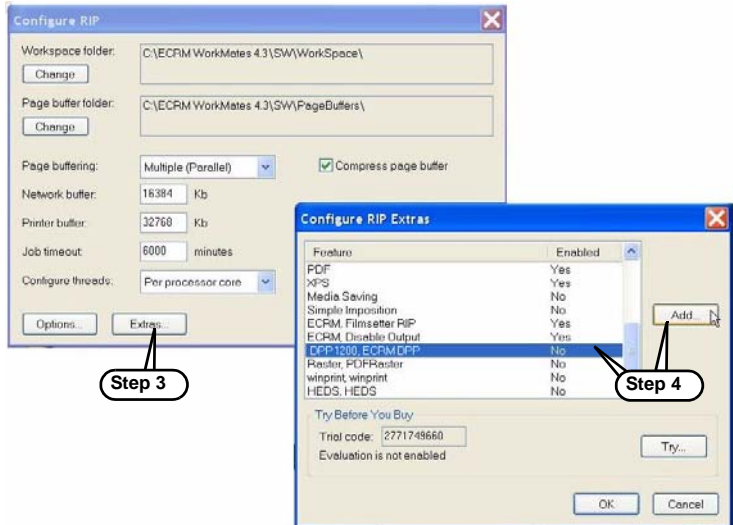 Configure RIP
Workspace folder:
C:\ECRM WorkMates 4.3\SW\WorkSpace\
Change
Page buffer folder:
C:\ECRM WorkMates 4.3\SW\PageBuffers\
Change
Page buffering: Multiple (Parallel) Compress page buffer
Network buffer: 16384 Kb
Printer buffer: 32768 Kb
Job timeout: 6000 minutes
Configure threads: Per processor core
Options... Extras...
Step 3
Configure RIP Extras
Feature Enabled
PDF Yes
XPS Yes
Media Saving No
Simple Imposition No
ECRM, Filmsetter RIP Yes
ECRM, Disable Output Yes
DPP1200, ECRMDPP No
Raster, PDFRaster No
winprint, winprint No
HEDS, HEDS No
Add...
Step 4
Try Before You Buy
Trial code: 2771749660
Evaluation is not enabled
Try...
OK Cancel